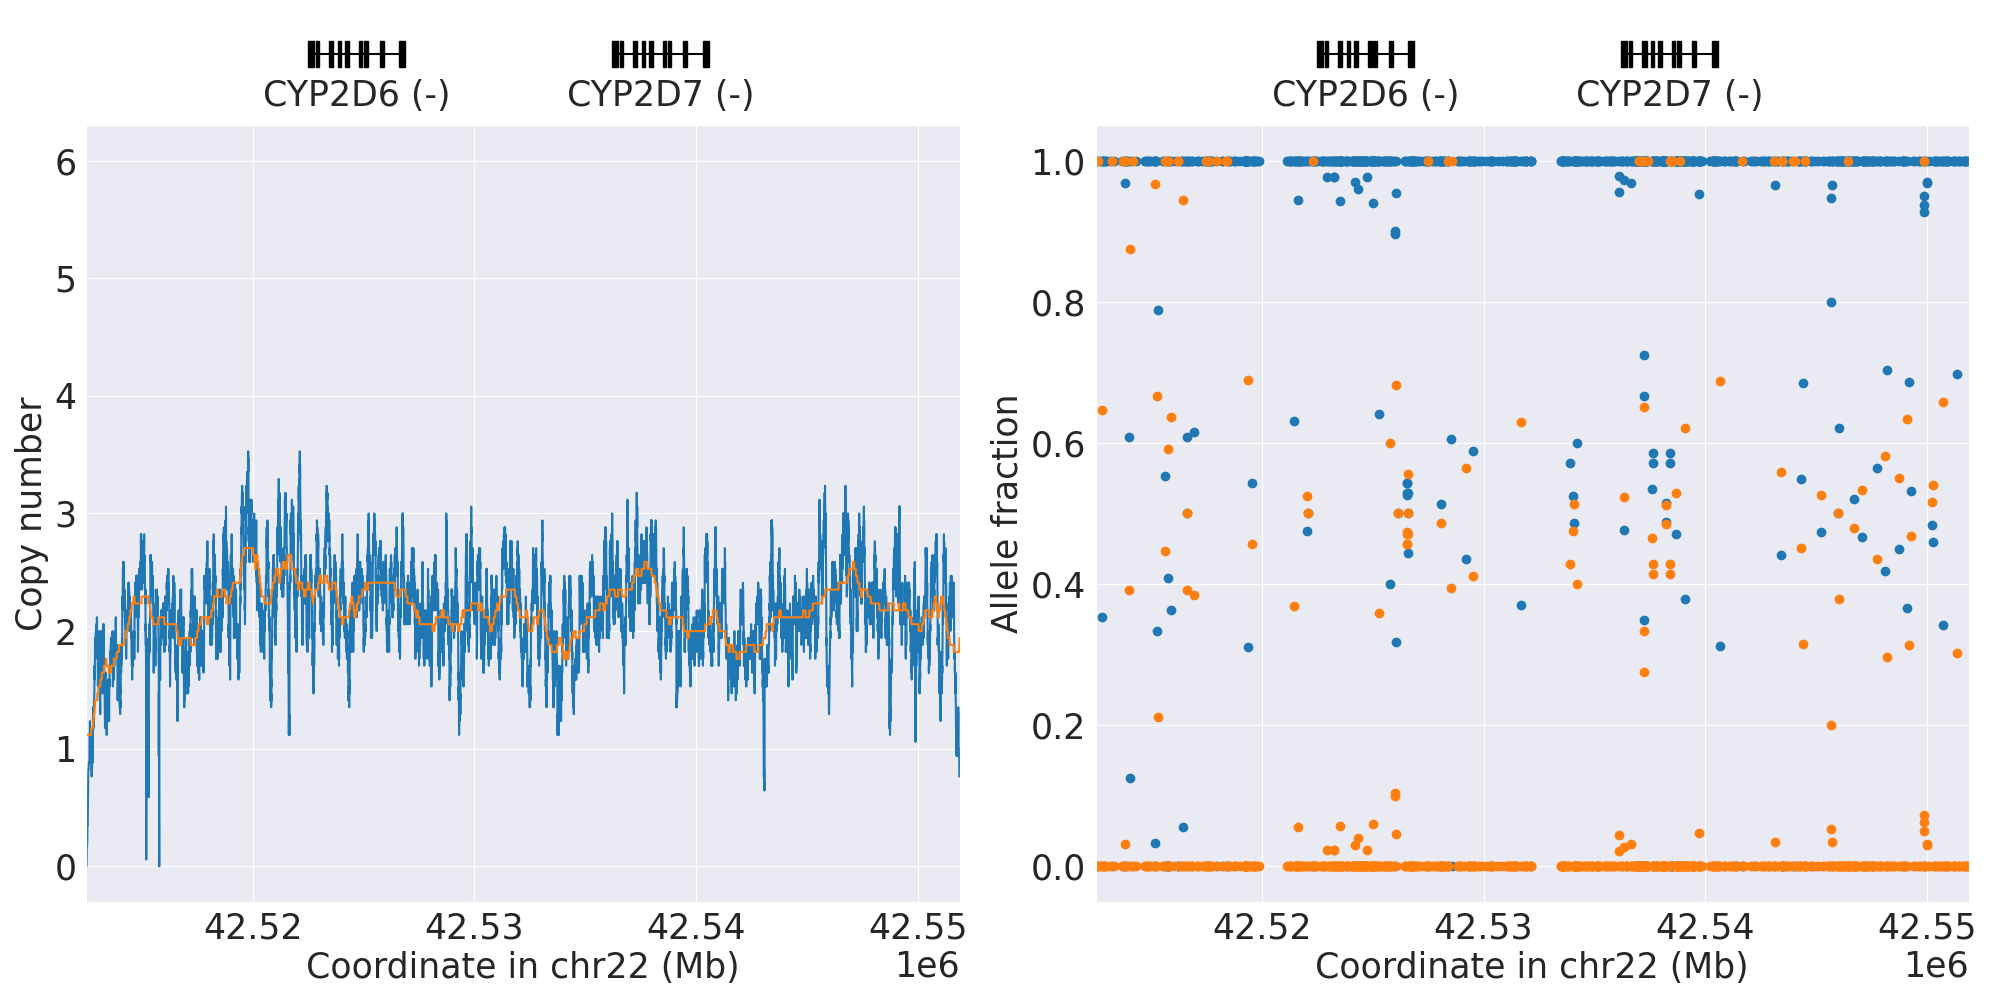 CYP2D6 (-)
CYP2D7 (-)
6
5
4
3
2
1
0
Copy number
42.52
42.53
42.54
42.55
Coordinate in chr22 (Mb)
1e6
CYP2D6 (-)
CYP2D7 (-)
1.0
0.8
0.6
0.4
0.2
0.0
Allele fraction
42.52
42.53
42.54
42.55
Coordinate in chr22 (Mb)
1e6